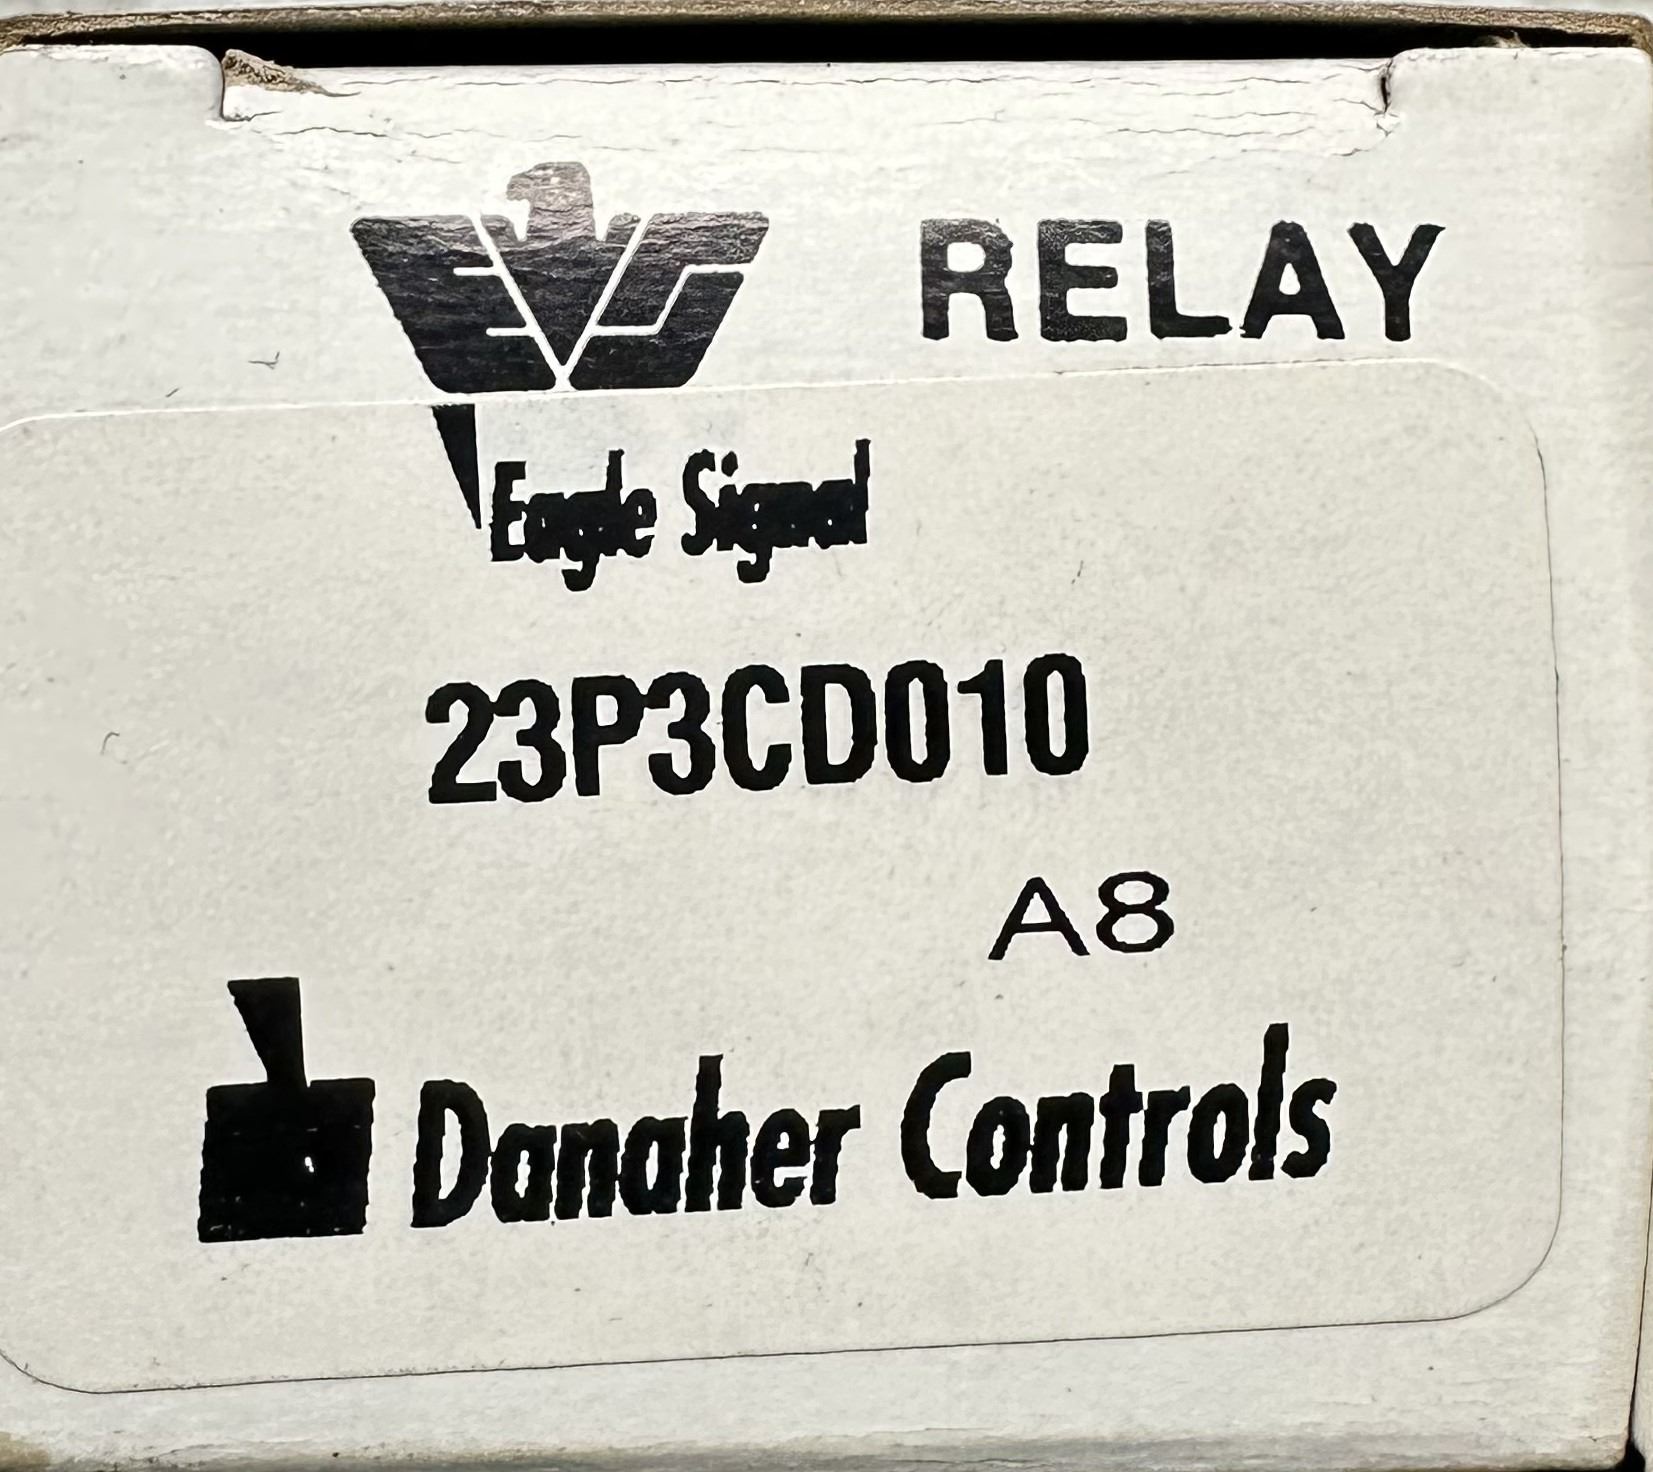 RELAY
Eagle Signal
23P3CD010
A8
Danaher Controls